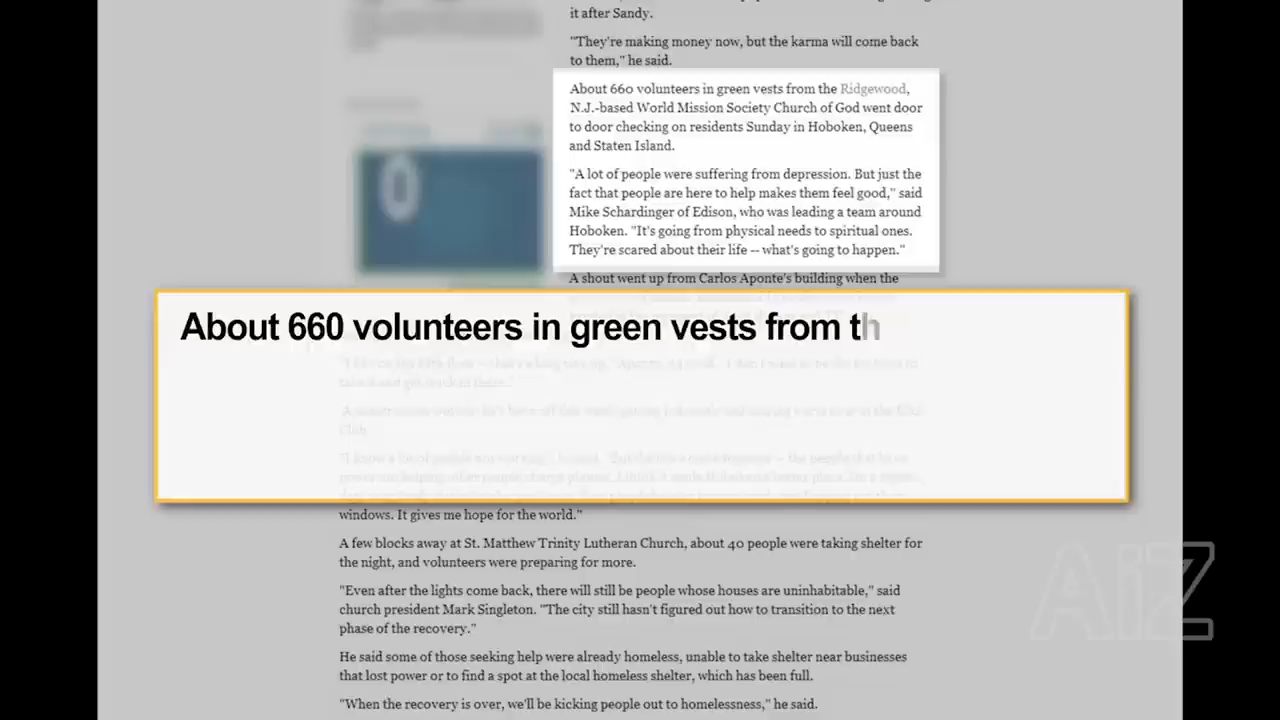 it after Sandy.
"They're making money now, but the karma will come back
to them," he said.
About 660 volunteers in green vests from the Ridgewood,
N.J.-based World Mission Society Church of God went door
to door checking on residents Sunday in Hoboken, Queens
and Staten Island.
"A lot of people were suffering from depression. But just the
fact that people are here to help makes them feel good," said
Mike Schardinger of Edison, who was leading a team around
Hoboken. "It's going from physical needs to spiritual ones.
They're scared about their life -- what's going to happen."
A shout went up from Carlos Aponte's building when the
About 660 volunteers in green vests from th
windows. It gives me hope for the world."
A few blocks away at St. Matthew Trinity Lutheran Church, about 40 people were taking shelter for
the night, and volunteers were preparing for more.
"Even after the lights come back, there will still be people whose houses are uninhabitable," said
church president Mark Singleton. "The city still hasn't figured out how to transition to the next
phase of the recovery."
He said some of those seeking help were already homeless, unable to take shelter near businesses
that lost power or to find a spot at the local homeless shelter, which has been full.
"When the recovery is over, we'll be kicking people out to homelessness," he said.
AiZ